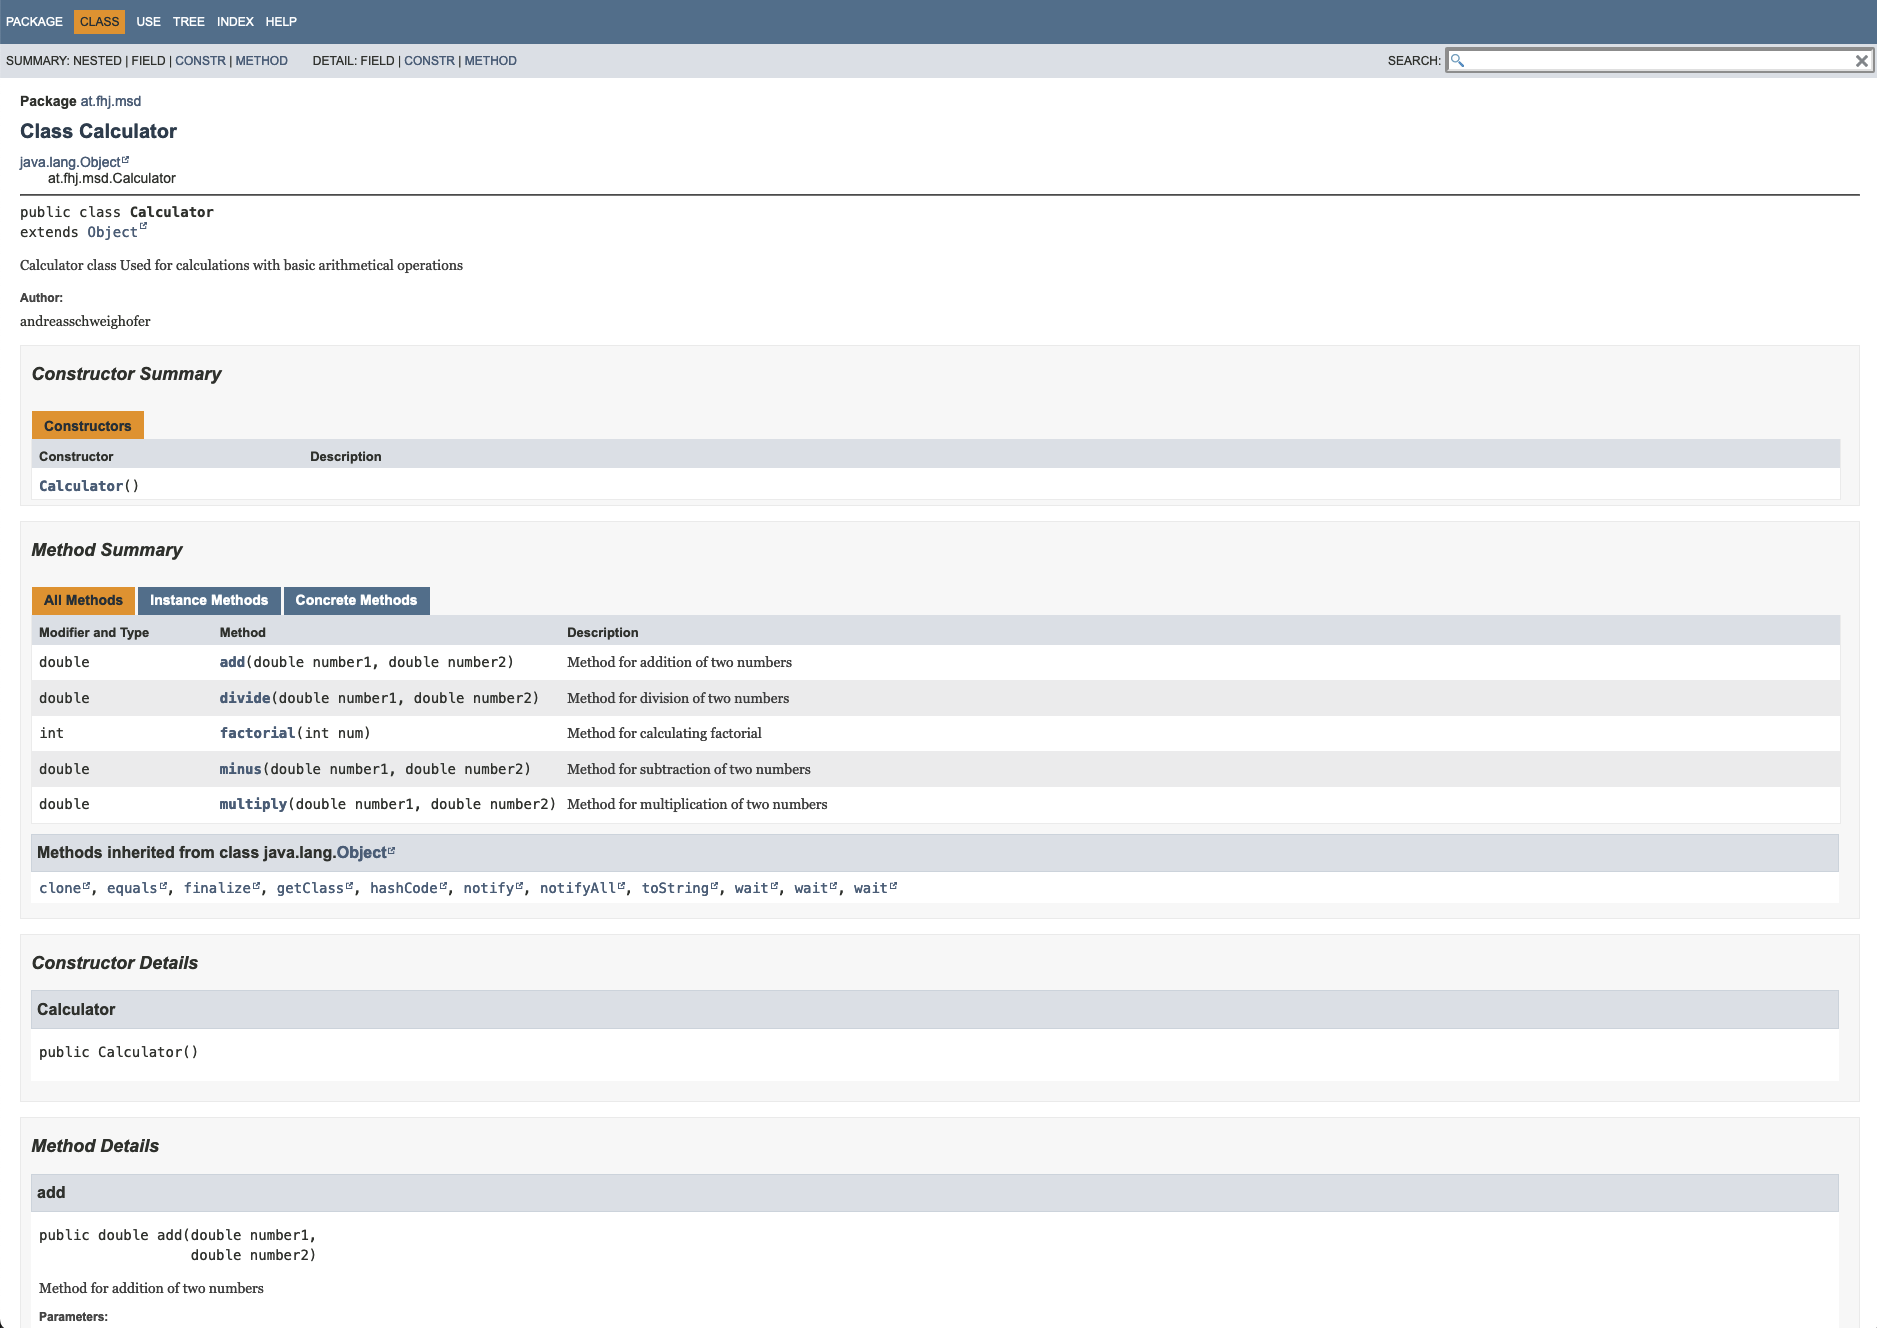 PACKAGE CLASS USE TREE INDEX HELP
SUMMARY: NESTED | FIELD | CONSTR | METHOD DETAIL: FIELD | CONSTR | METHOD SEARCH:
Package at.fhj.msd
Class Calculator
java.lang.Object
at.fhj.msd.Calculator
public class Calculator
extends Object
Calculator class Used for calculations with basic arithmetical operations
Author:
andreasschweighofer
Constructor Summary
Constructors
Constructor Description
Calculator()
Method Summary
All Methods Instance Methods Concrete Methods
Modifier and Type Method Description
double add(double number1, double number2) Method for addition of two numbers
double divide(double number1, double number2) Method for division of two numbers
int factorial(int num) Method for calculating factorial
double minus(double number1, double number2) Method for subtraction of two numbers
double multiply(double number1, double number2) Method for multiplication of two numbers
Methods inherited from class java.lang.Object
clone, equals, finalize, getClass, hashCode, notify, notifyAll, toString, wait, wait, wait
Constructor Details
Calculator
public Calculator()
Method Details
add
public double add(double number1,
double number2)
Method for addition of two numbers
Parameters: